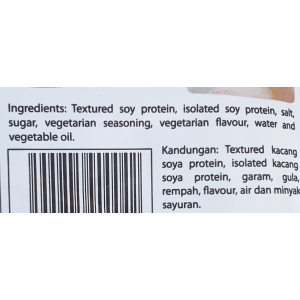 Ingredients: Textured soy protein, isolated soy protein, salt,
sugar, vegetarian seasoning, vegetarian flavour, water and
vegetable oil.
Kandungan: Textured kacang
soya protein, isolated kacang
soya protein, garam, gula,
rempah, flavour, air dan minyak
sayuran.